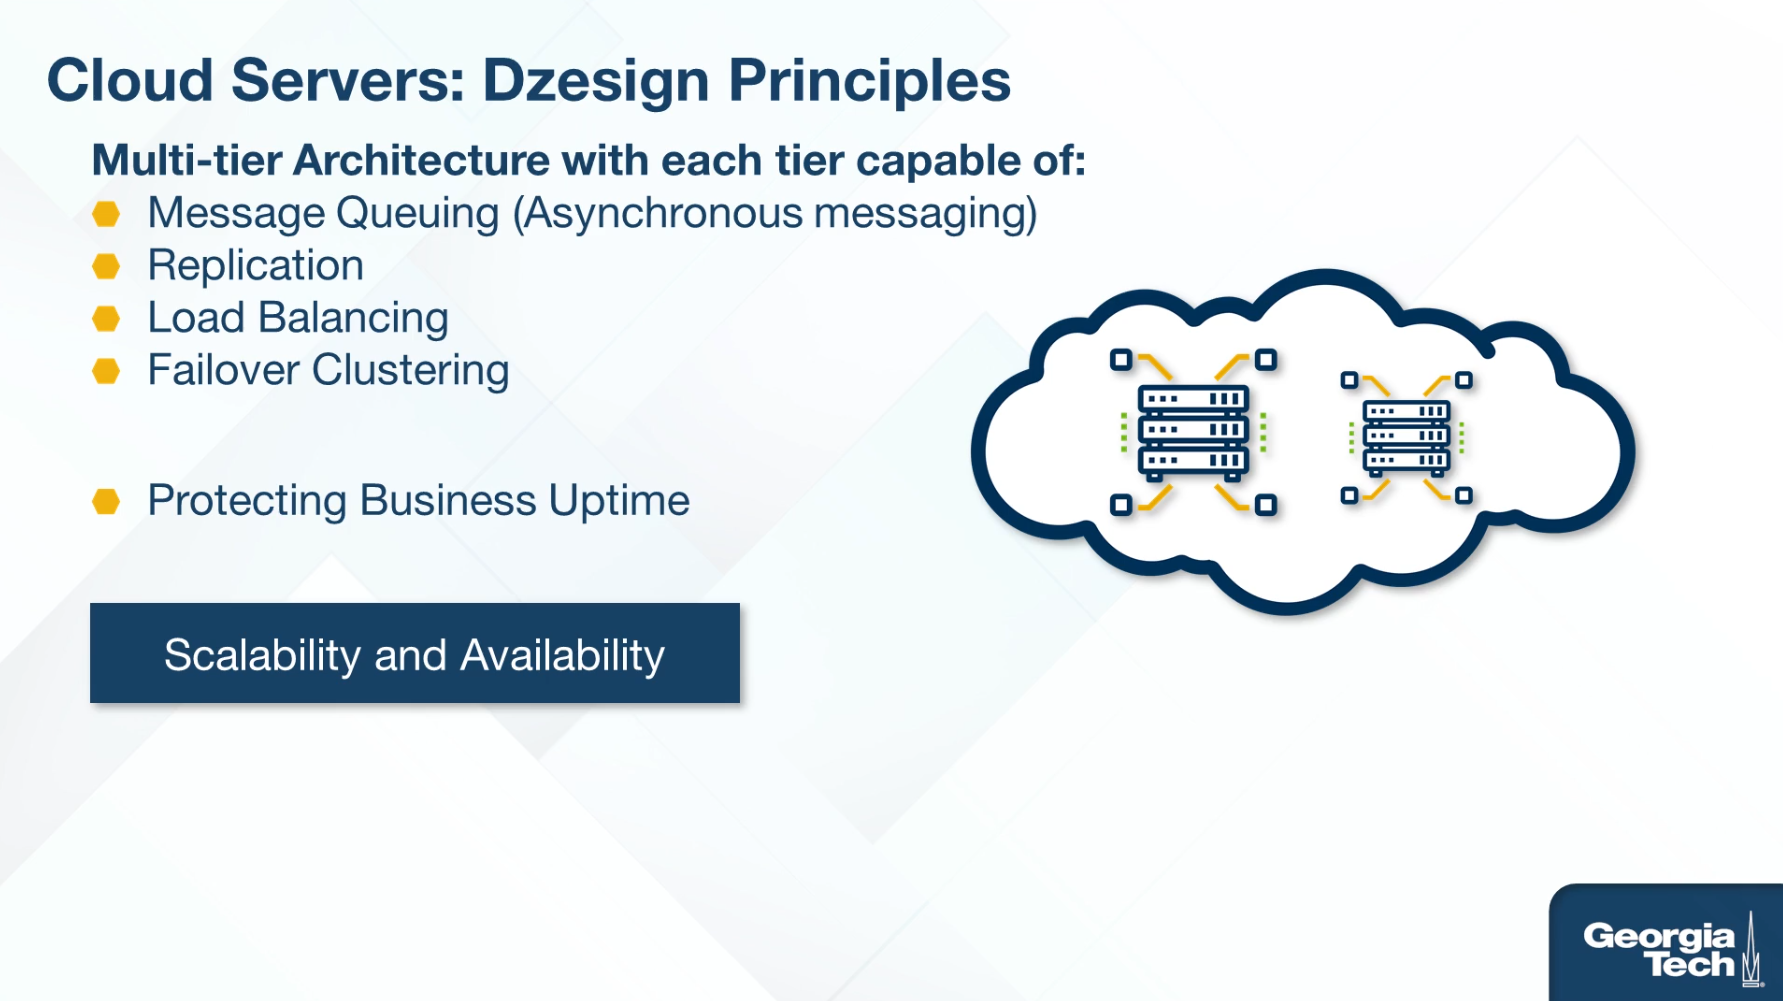 Cloud Servers: Dzesign Principles
Multi-tier Architecture with each tier capable of:
Message Queuing (Asynchronous messaging)
Replication
Load Balancing
Failover Clustering
Protecting Business Uptime
Scalability and Availability
Georgia
Tech